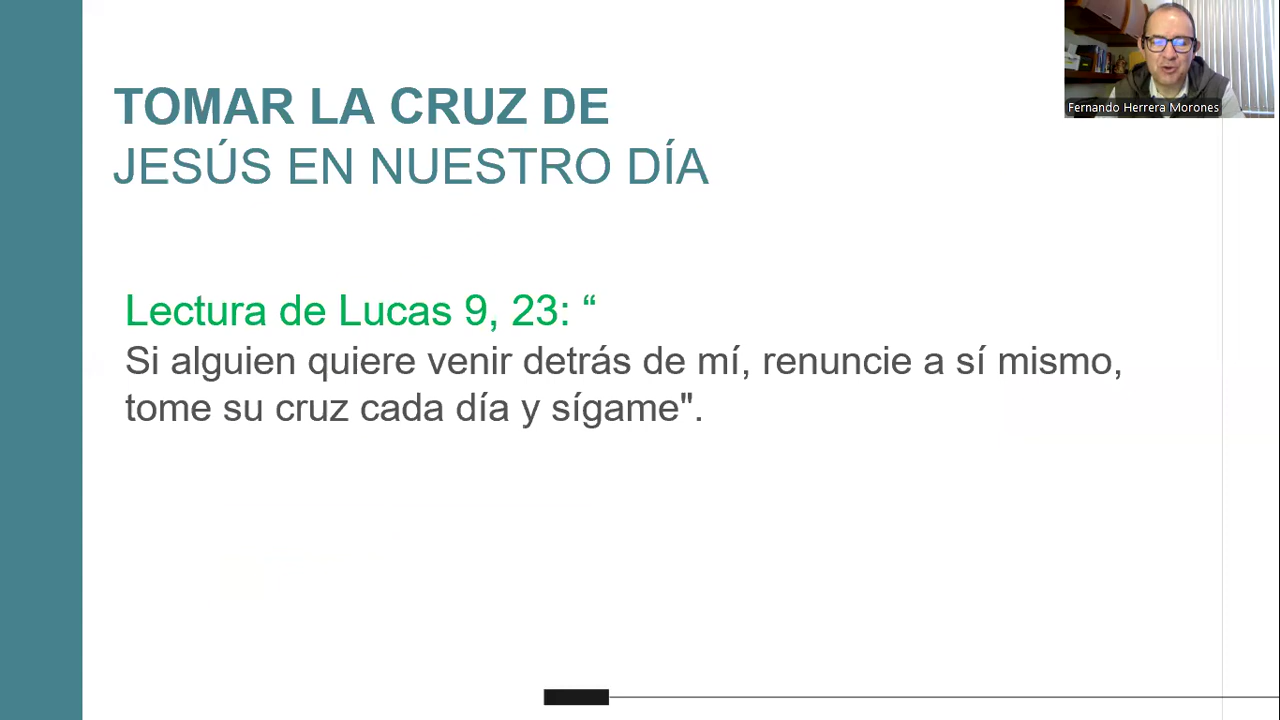 TOMAR LA CRUZ DE
JESÚS EN NUESTRO DÍA
Fernando Herrera Morones
Lectura de Lucas 9, 23: “
Si alguien quiere venir detrás de mí, renuncie a sí mismo,
tome su cruz cada día y sígame".